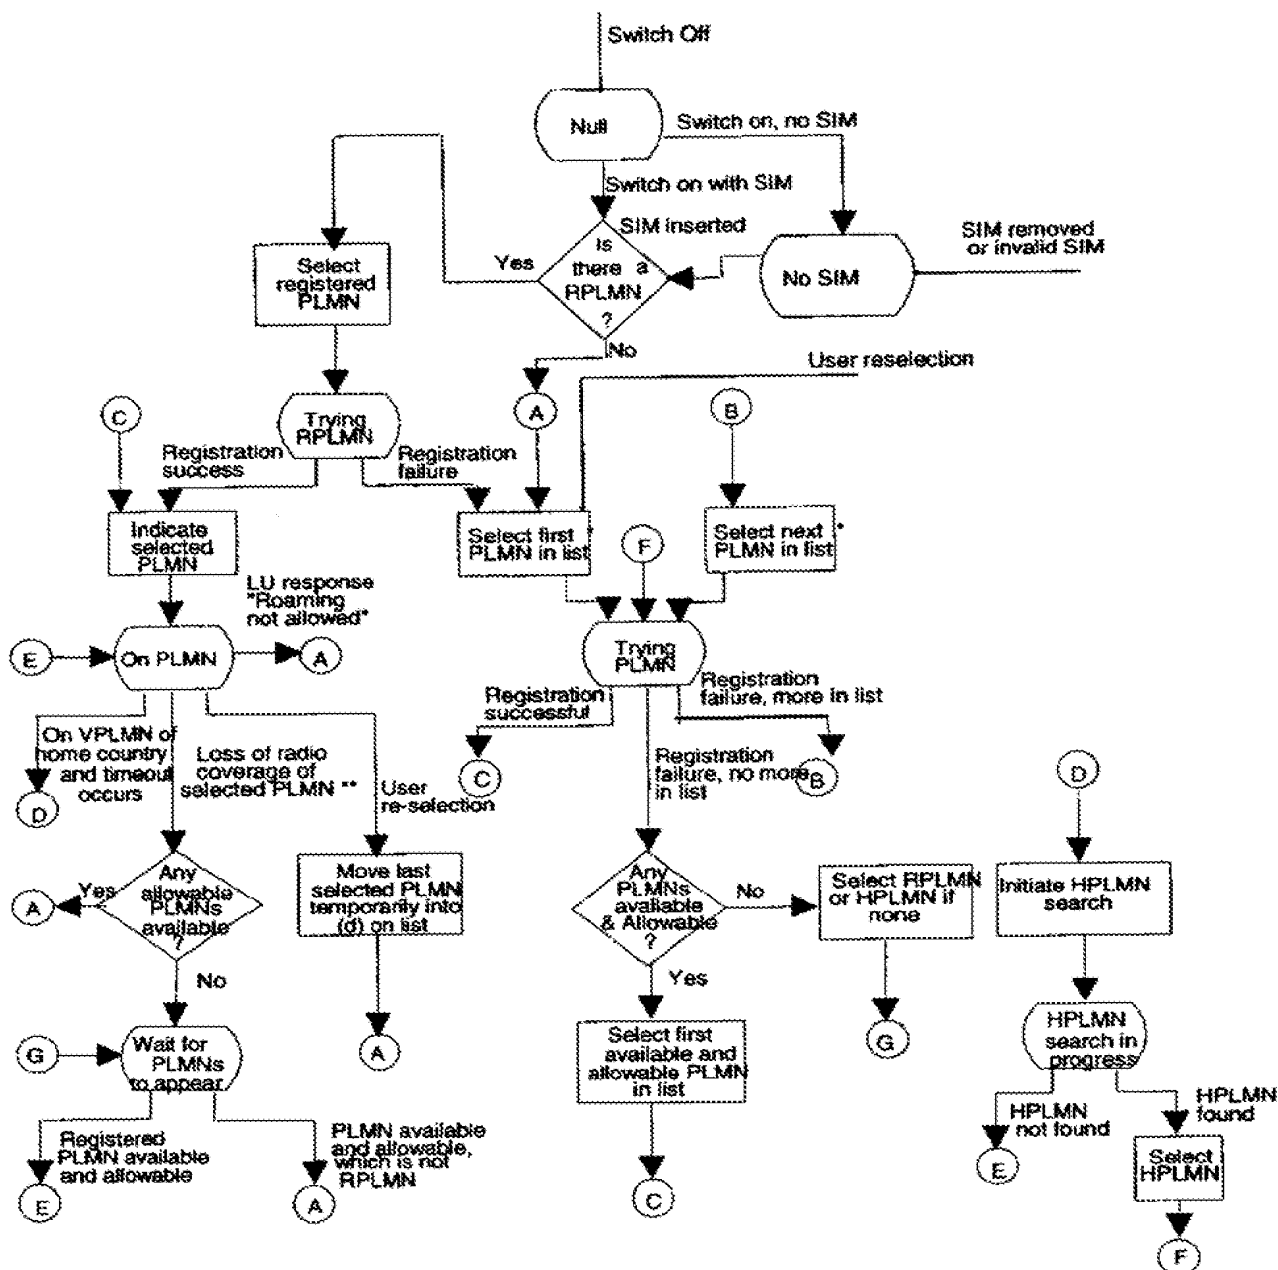 Switch Off
Null
Switch on, no SIM
Switch on with SIM
SIM inserted
SIM removed
or invalid SIM
Is
there a
RPLMN
?
Yes
No SIM
Select
registered
PLMN
No
User reselection
C
Trying
RPLMN
A
B
Registration
success
Registration
failure
Indicate
selected
PLMN
Select first *
PLMN in list
F
Select next *
PLMN in list
LU response
"Roaming
not allowed"
E
On PLMN
A
Trying
PLMN
Registration
successful
Registration
failure, more in list
On VPLMN of
home country
and timeout
occurs
Loss of radio
coverage of
selected PLMN **
User
re-selection
C
Registration
failure, no more
in list
B
D
D
Any
allowable
PLMNs
available
?
Yes
A
Move last
selected PLMN
temporarily into
(d) on list
Any
PLMNs
available
& Allowable
?
No
Select RPLMN
or HPLMN if
none
Initiate HPLMN
search
No
Yes
G
Wait for
PLMNs
to appear
A
Select first
available and
allowable PLMN
in list
G
HPLMN
search in
progress
Registered
PLMN available
and allowable
PLMN available
and allowable,
which is not
RPLMN
HPLMN
not found
HPLMN
found
E
A
C
E
Select
HPLMN
F